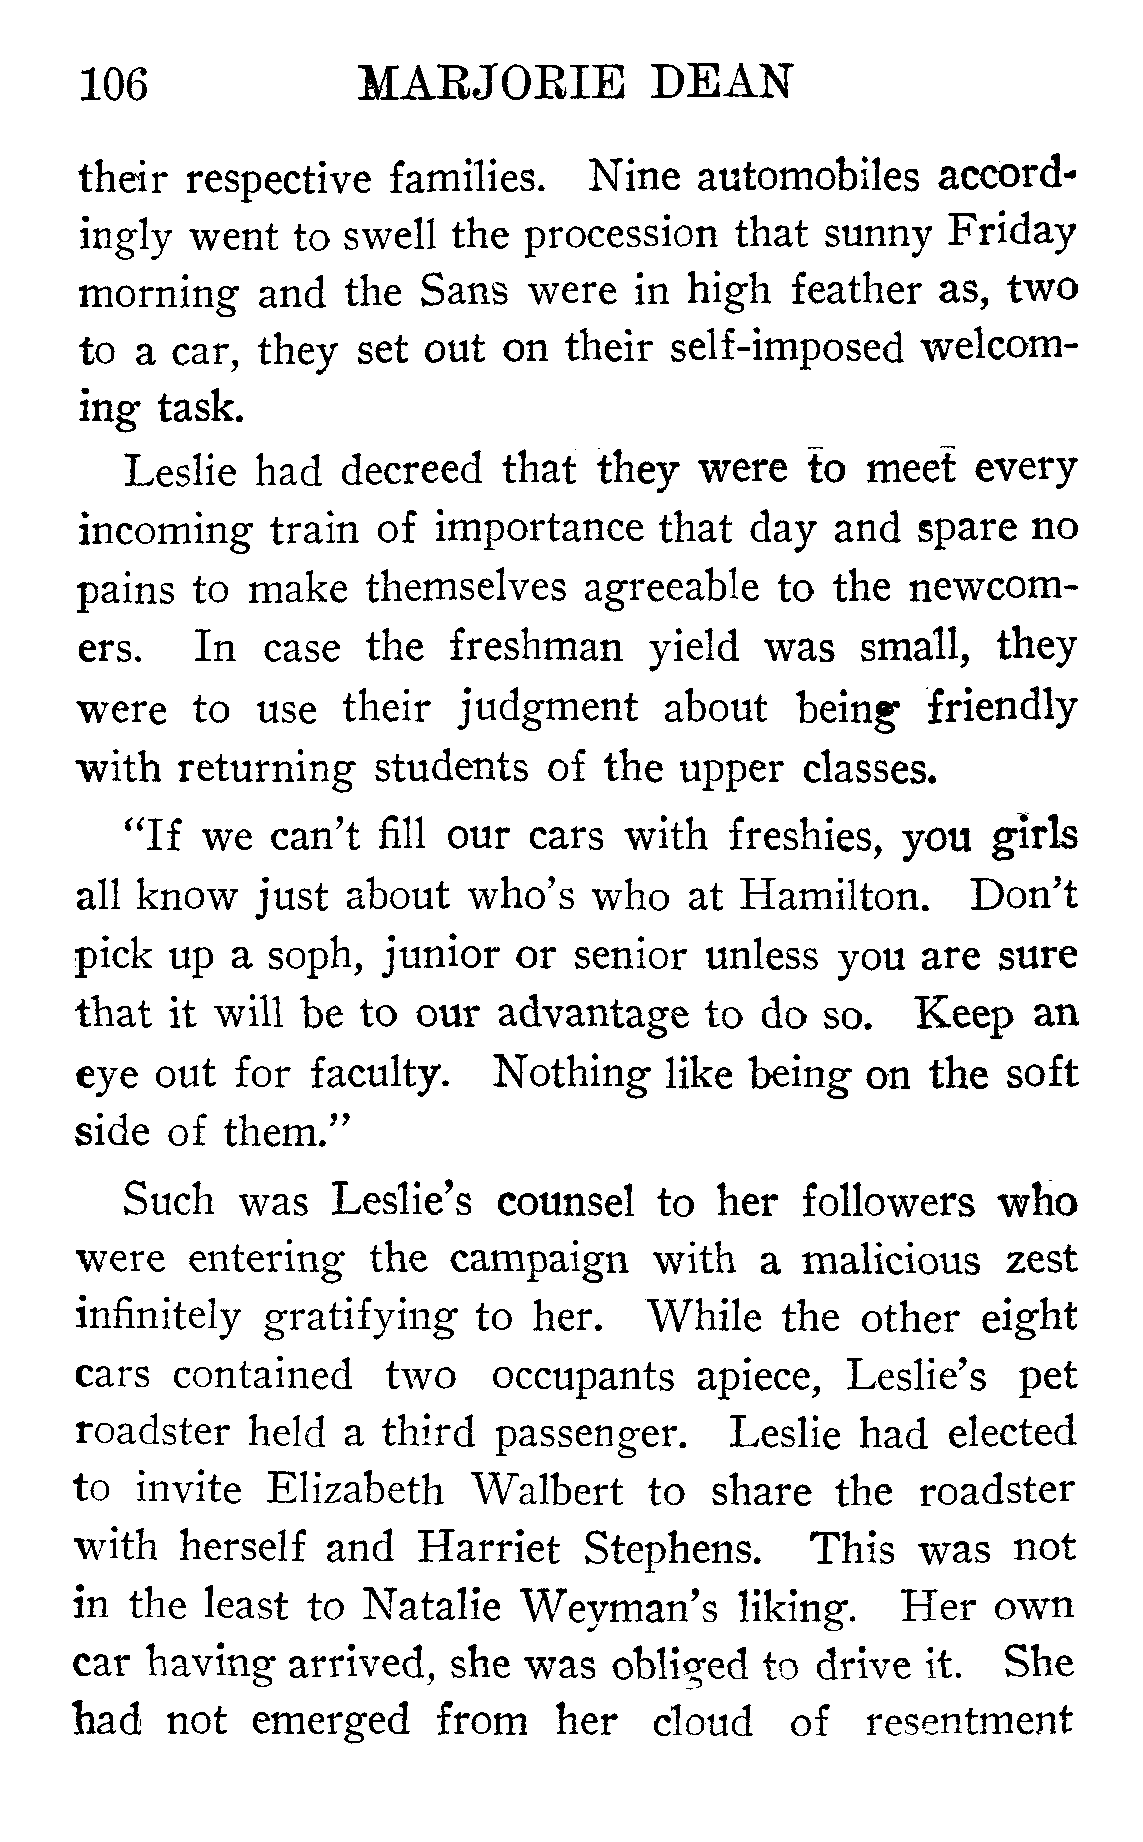 106 MARJORIE DEAN
their respective families. Nine automobiles accord-
ingly went to swell the procession that sunny Friday
morning and the Sans were in high feather as, two
to a car, they set out on their self-imposed welcom-
ing task.
Leslie had decreed that they were to meet every
incoming train of importance that day and spare no
pains to make themselves agreeable to the newcom-
ers. In case the freshman yield was small, they
were to use their judgment about being friendly
with returning students of the upper classes.
"If we can't fill our cars with freshies, you girls
all know just about who's who at Hamilton. Don't
pick up a soph, junior or senior unless you are sure
that it will be to our advantage to do so. Keep an
eye out for faculty. Nothing like being on the soft
side of them."
Such was Leslie's counsel to her followers who
were entering the campaign with a malicious zest
infinitely gratifying to her. While the other eight
cars contained two occupants apiece, Leslie's pet
roadster held a third passenger. Leslie had elected
to invite Elizabeth Walbert to share the roadster
with herself and Harriet Stephens. This was not
in the least to Natalie Weyman's liking. Her own
car having arrived, she was obliged to drive it. She
had not emerged from her cloud of resentment